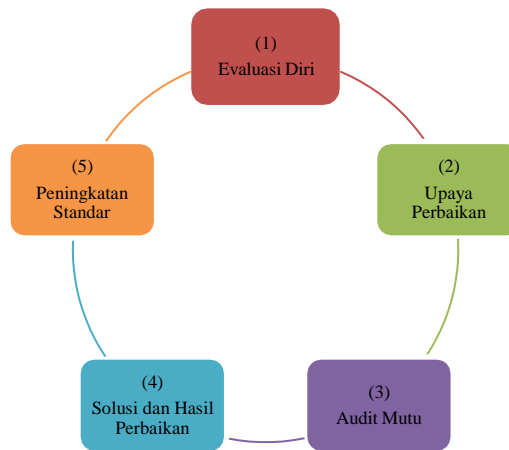 (1)
Evaluasi Diri
(2)
Upaya
Perbaikan
(3)
Audit Mutu
(4)
Solusi dan Hasil
Perbaikan
(5)
Peningkatan
Standar